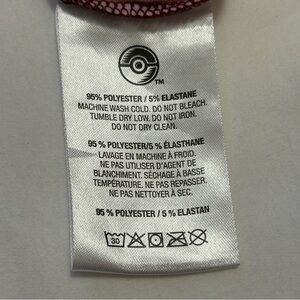 TM
95% POLYESTER / 5% ELASTANE
MACHINE WASH COLD. DO NOT BLEACH.
TUMBLE DRY LOW. DO NOT IRON.
DO NOT DRY CLEAN.
95 % POLYESTER/5 % ÉLASTHANE
LAVAGE EN MACHINE À FROID.
NE PAS UTILISER D'AGENT DE
BLANCHIMENT. SÉCHAGE À BASSE
TEMPÉRATURE. NE PAS REPASSER.
NE PAS NETTOYER À SEC.
95 % POLYESTER / 5 % ELASTAN
30